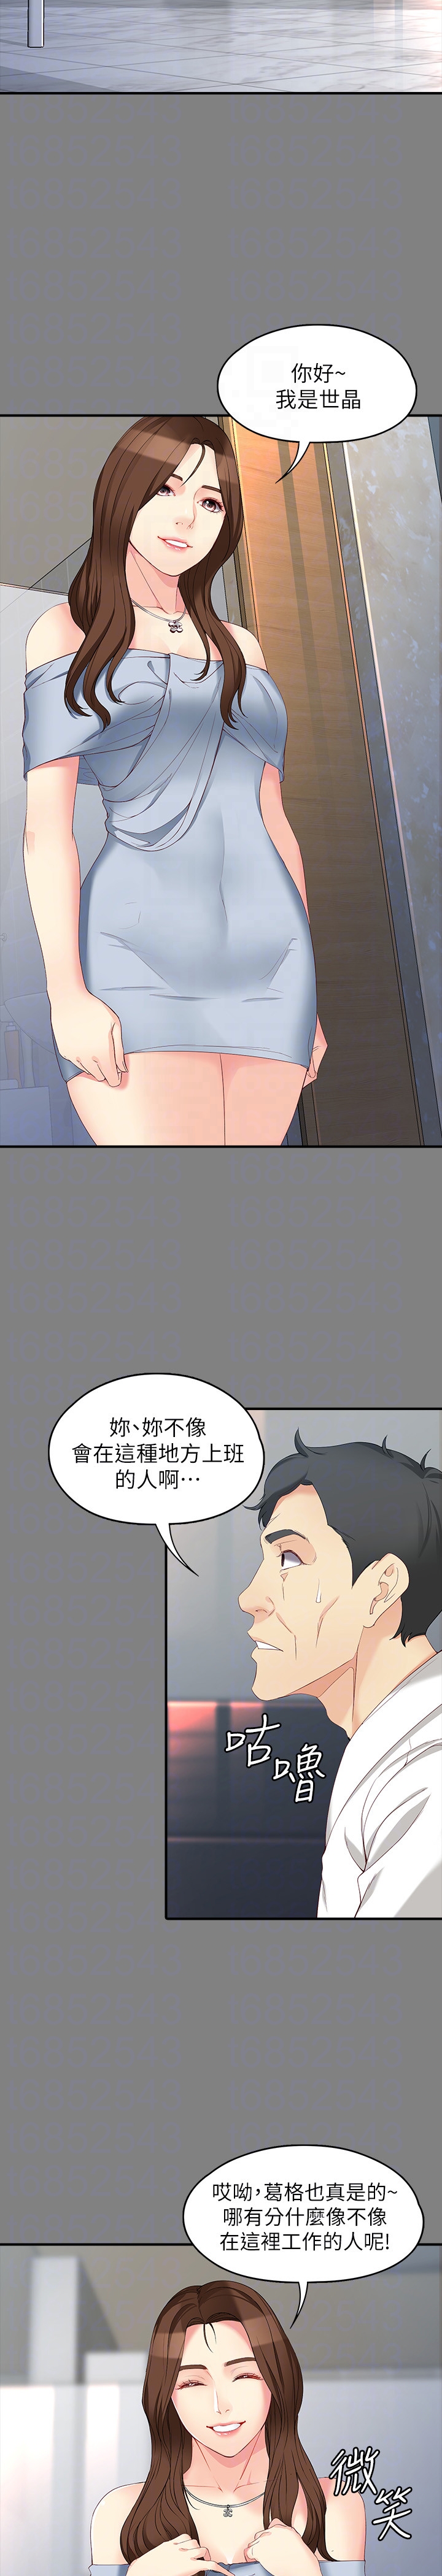 你好~
我是世晶
妳、妳不像
會在這種地方上班
的人啊…
咕嚕
哎呦，葛格也真是的~
哪有分什麼像不像
在這裡工作的人呢!
微笑